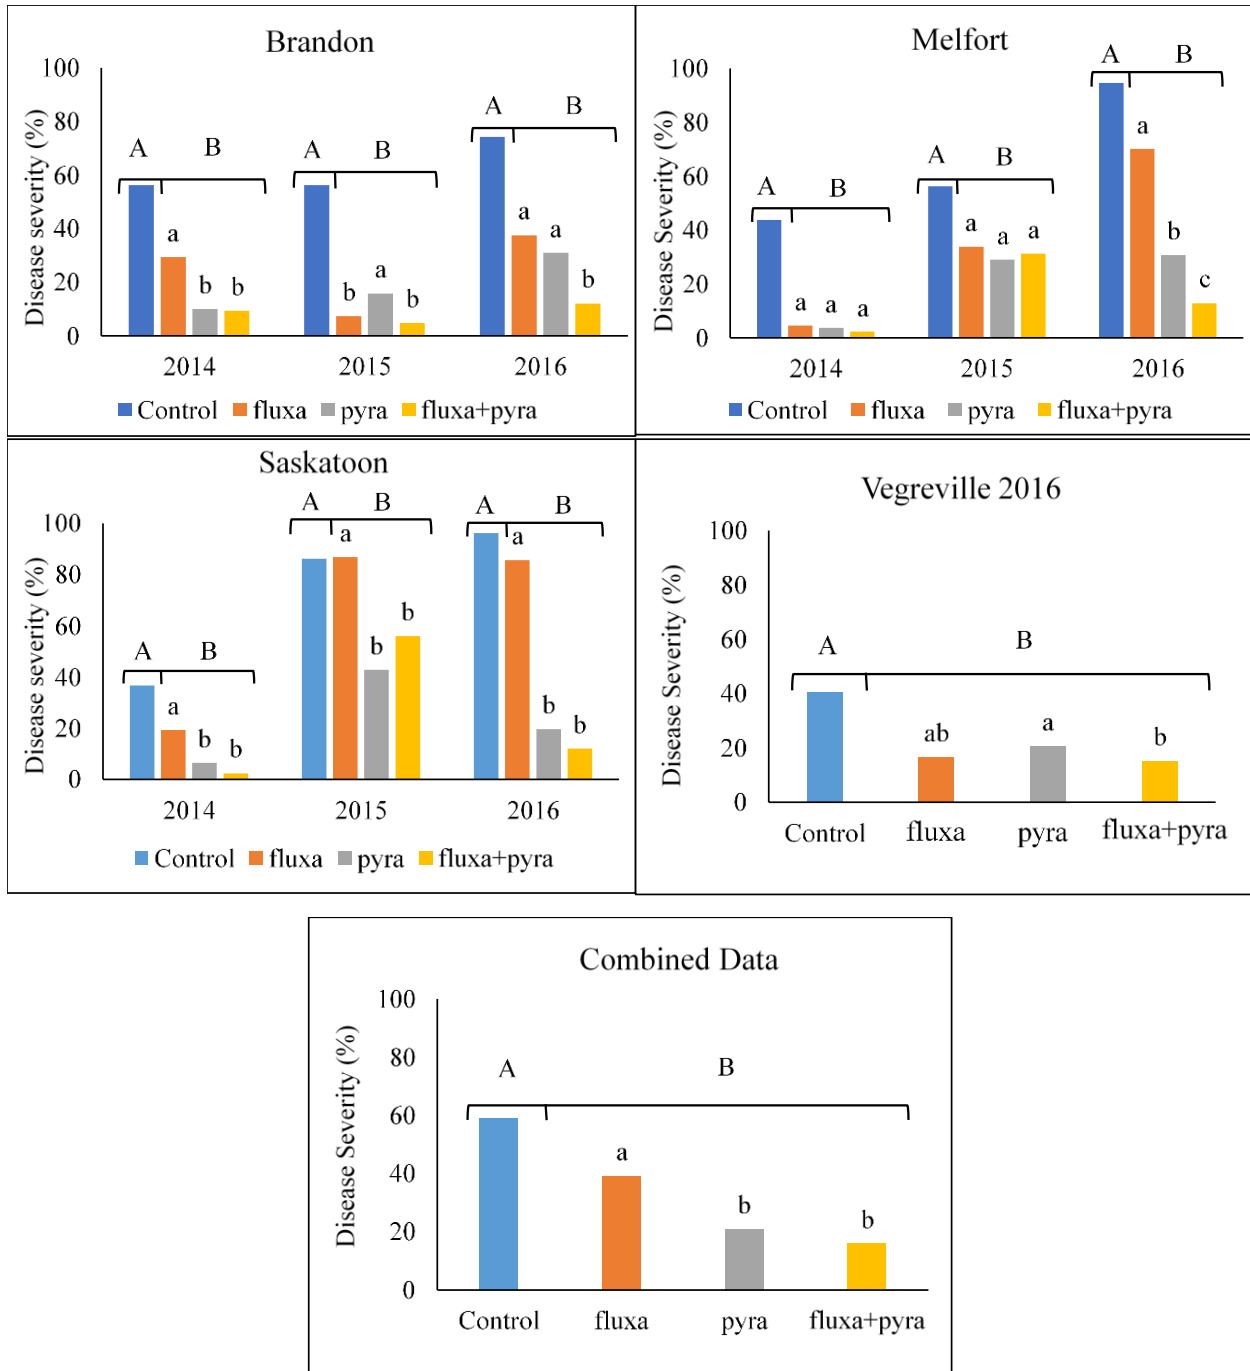 Brandon
Disease severity (%)
100
80
60
40
20
0
A B A B A B
a b b b a b a a b
2014 2015 2016
Control fluxa pyra fluxa+pyra
Melfort
Disease Severity (%)
100
80
60
40
20
0
A B A B A B
a a a a a a a b c
2014 2015 2016
Control fluxa pyra fluxa+pyra
Saskatoon
Disease severity (%)
100
80
60
40
20
0
A B A B A B
a b b a b b a b b
2014 2015 2016
Control fluxa pyra fluxa+pyra
Vegreville 2016
Disease Severity (%)
100
80
60
40
20
0
A B
ab a b
Control fluxa pyra fluxa+pyra
Combined Data
Disease Severity (%)
100
80
60
40
20
0
A B
a b b
Control fluxa pyra fluxa+pyra